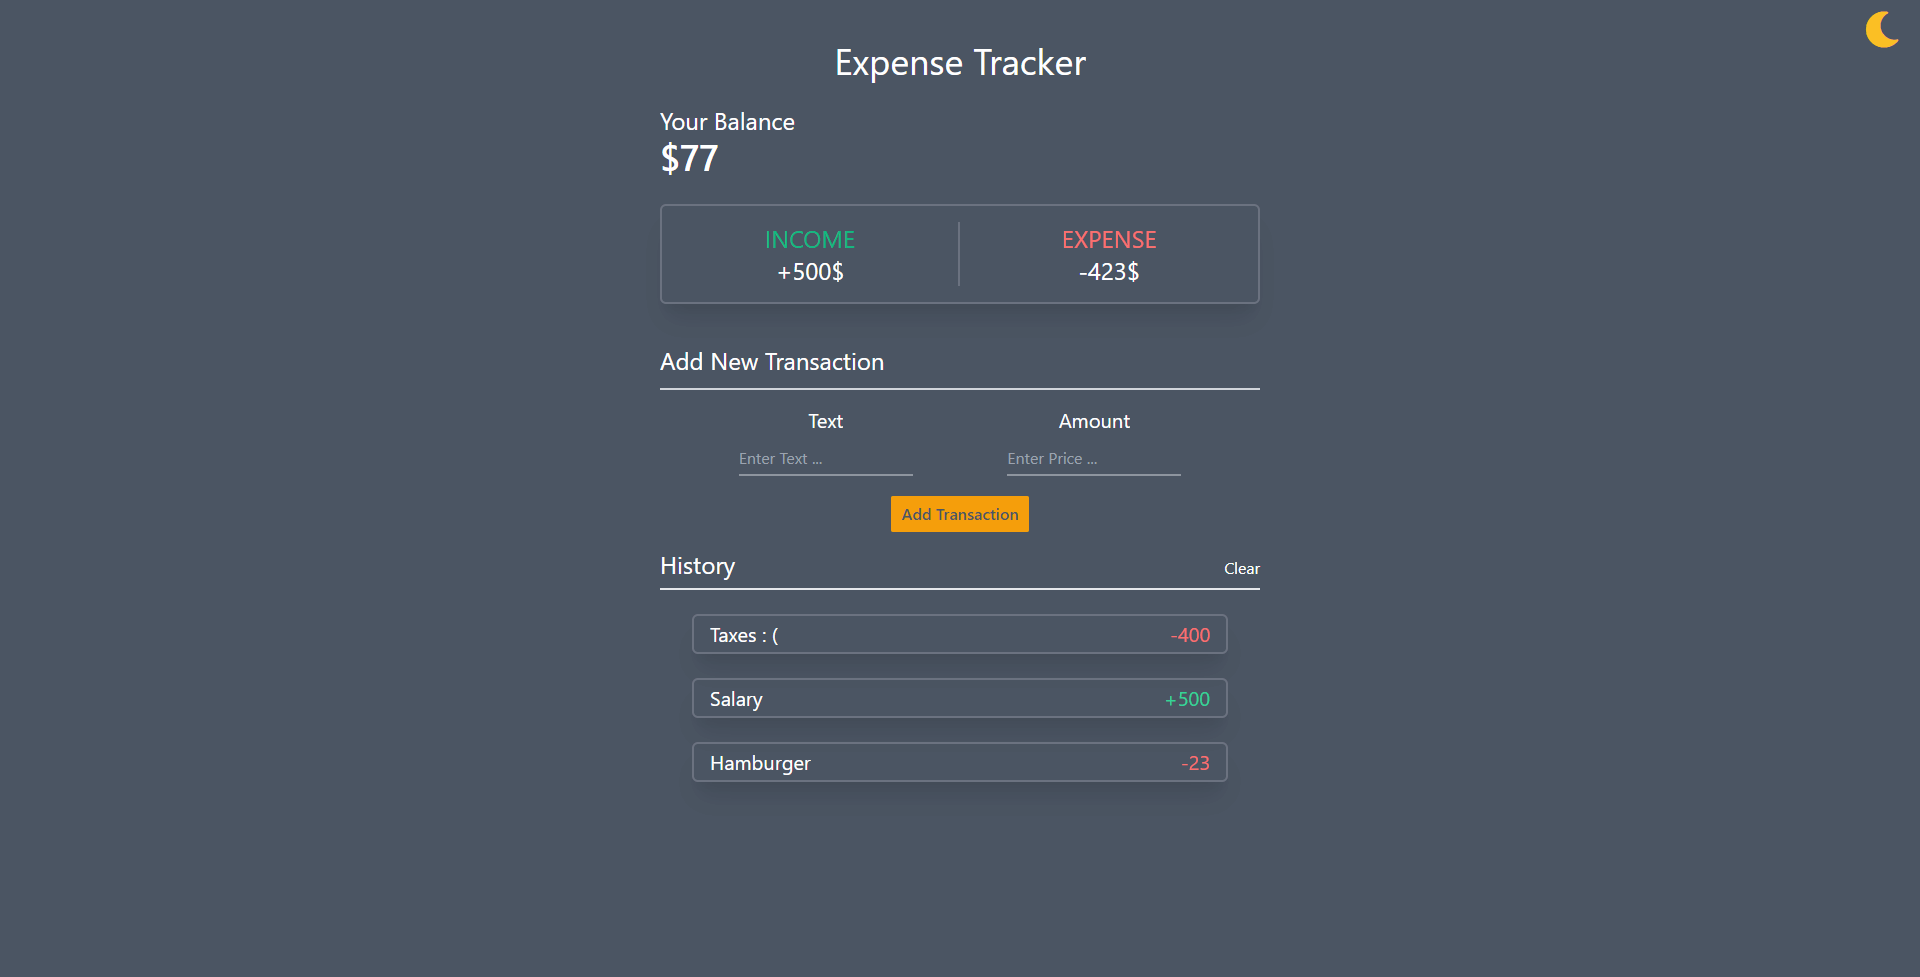 Expense Tracker
Your Balance
$77
INCOME EXPENSE
+500$ -423$
Add New Transaction
Text Amount
Enter Text ... Enter Price ...
Add Transaction
History Clear
Taxes : ( -400
Salary +500
Hamburger -23